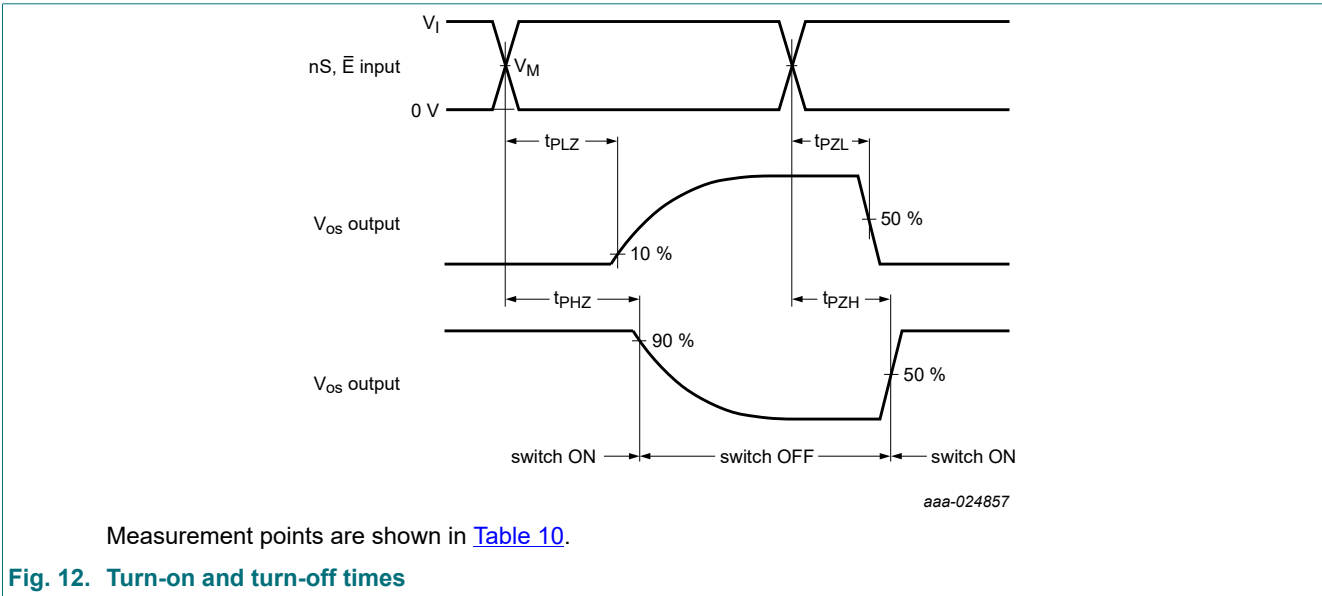 V_I
nS, E̅ input
V_M
0 V
t_PLZ
t_PZL
V_os output
50 %
10 %
t_PHZ
t_PZH
90 %
50 %
V_os output
switch ON
switch OFF
switch ON
aaa-024857
Measurement points are shown in Table 10.
Fig. 12. Turn-on and turn-off times